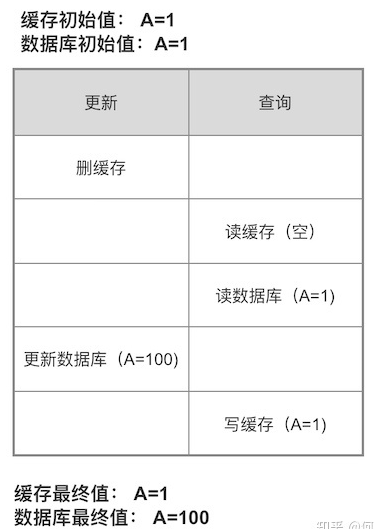 缓存初始值： A=1
数据库初始值：A=1
更新 查询
删缓存
读缓存（空）
读数据库（A=1)
更新数据库（A=100)
写缓存（A=1)
缓存最终值： A=1
数据库最终值： A=100
知乎 @何